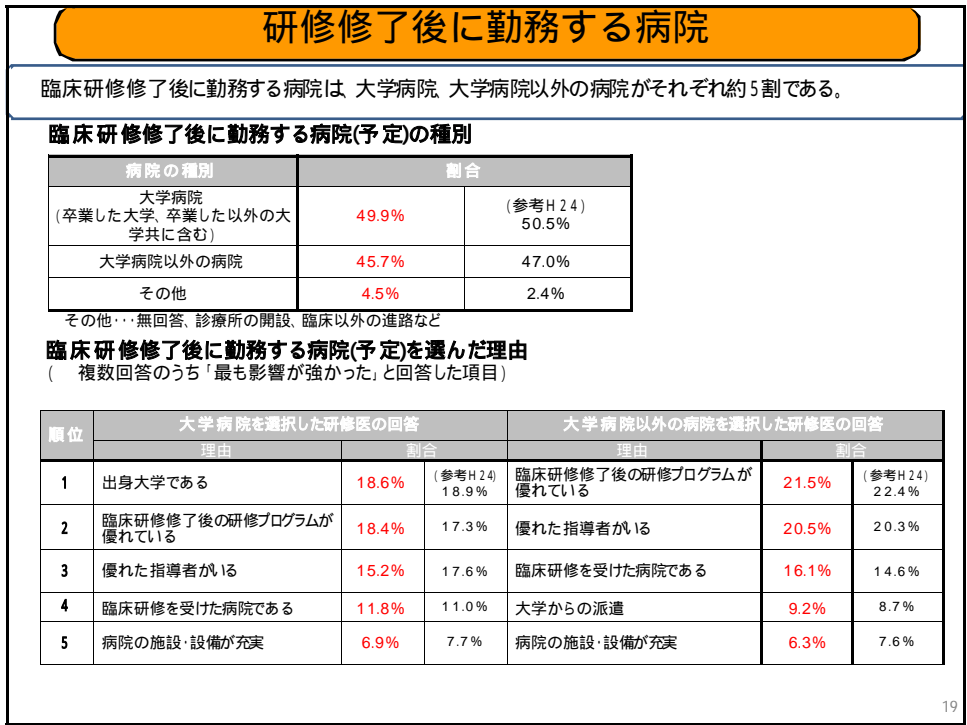 研修修了後に勤務する病院
臨床研修修了後に勤務する病院は、大学病院、大学病院以外の病院がそれぞれ約5割である。
臨床研修修了後に勤務する病院(予定)の種別
病院の種別 割合
大学病院
(卒業した大学、卒業した以外の大
学共に含む)
49.9%
(参考H24)
50.5%
大学病院以外の病院 45.7% 47.0%
その他 4.5% 2.4%
その他・・・無回答、診療所の開設、臨床以外の進路など
臨床研修修了後に勤務する病院(予定)を選んだ理由
( 複数回答のうち「最も影響が強かった」と回答した項目)
順位 大学病院を選択した研修医の回答 大学病院以外の病院を選択した研修医の回答
理由 割合 理由 割合
1 出身大学である 18.6%
(参考H24)
18.9%
臨床研修修了後の研修プログラムが
優れている
21.5%
(参考H24)
22.4%
2
臨床研修修了後の研修プログラムが
優れている
18.4% 17.3% 優れた指導者がいる 20.5% 20.3%
3 優れた指導者がいる 15.2% 17.6% 臨床研修を受けた病院である 16.1% 14.6%
4 臨床研修を受けた病院である 11.8% 11.0% 大学からの派遣 9.2% 8.7%
5 病院の施設・設備が充実 6.9% 7.7% 病院の施設・設備が充実 6.3% 7.6%
19